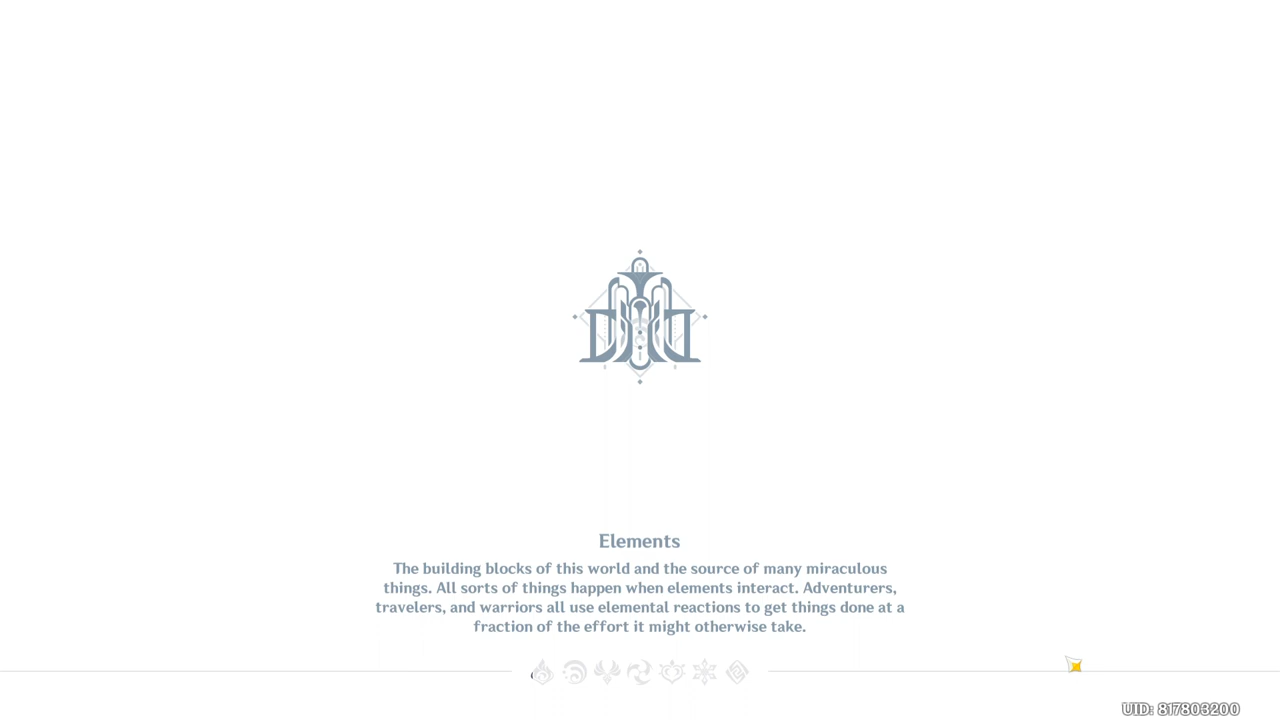 Elements
The building blocks of this world and the source of many miraculous
things. All sorts of things happen when elements interact. Adventurers,
travelers, and warriors all use elemental reactions to get things done at a
fraction of the effort it might otherwise take.
UID: 817803200